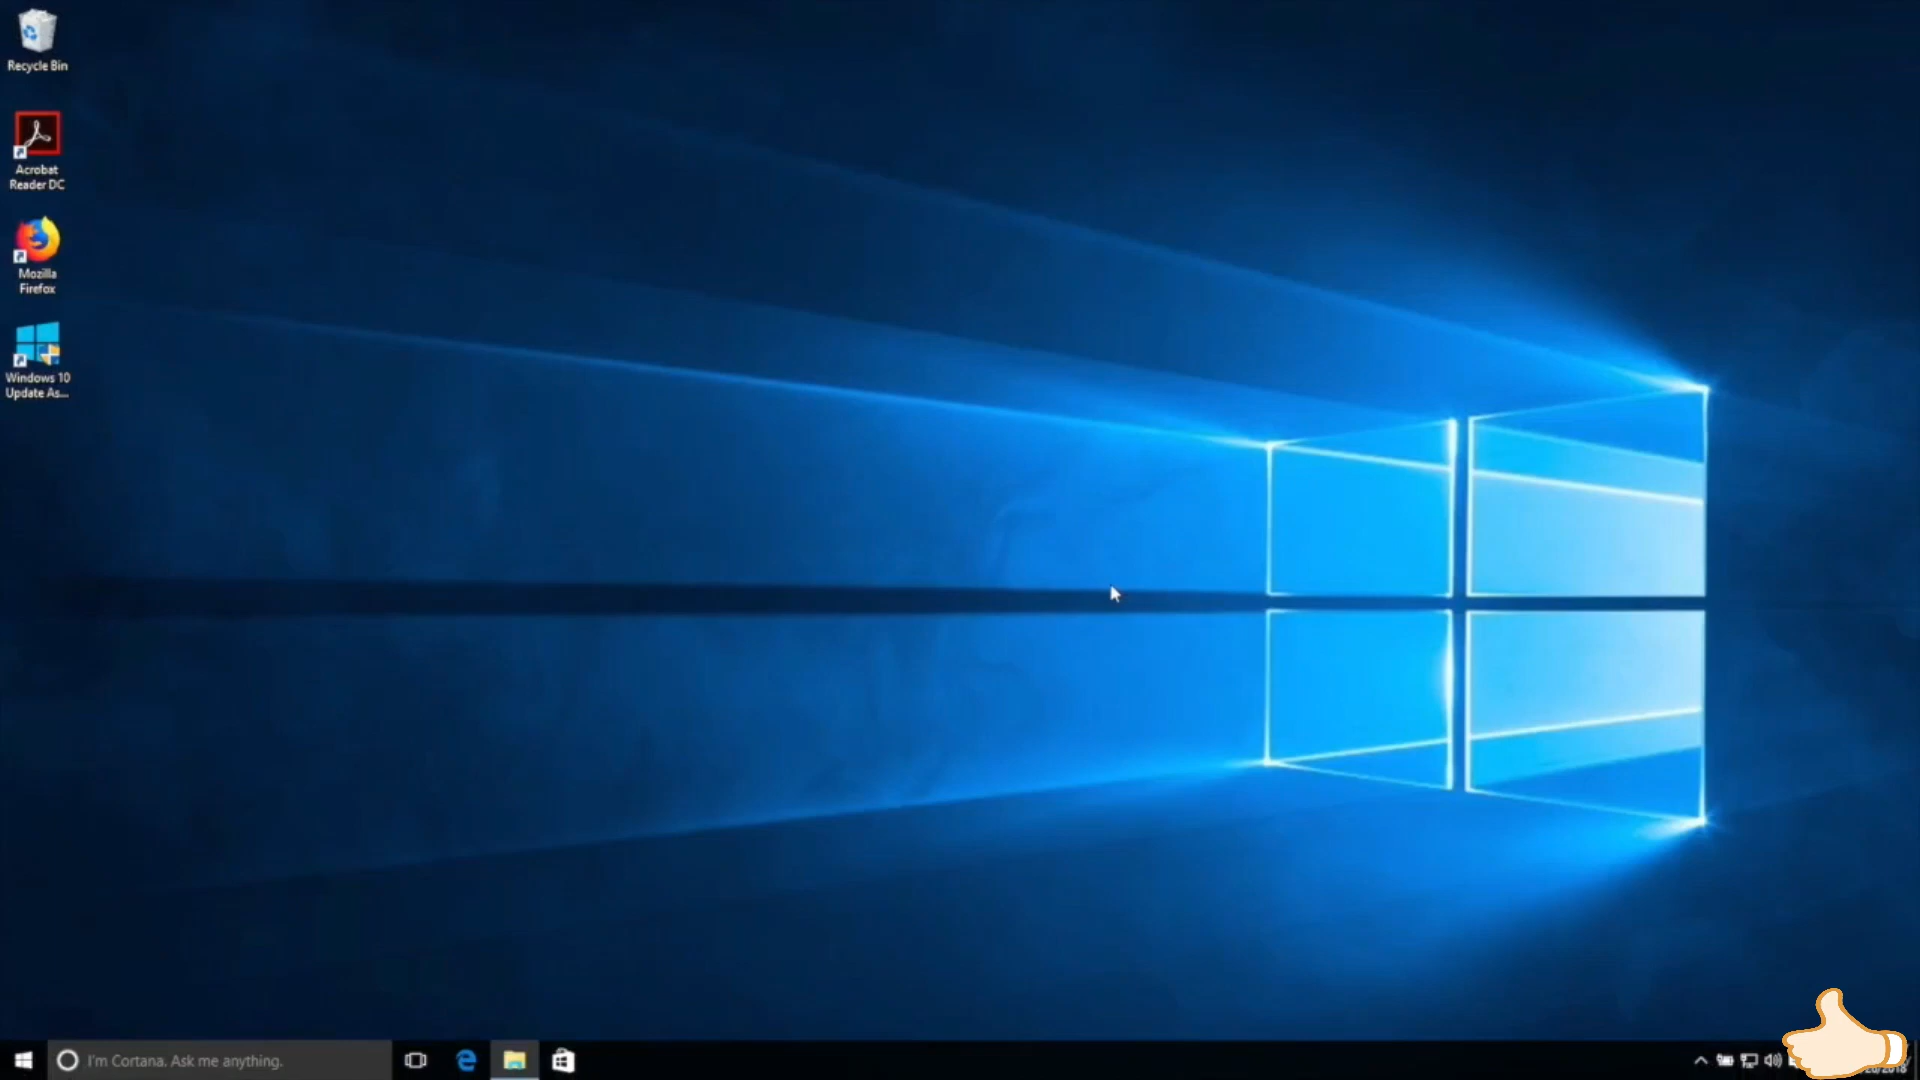 Recycle Bin
Acrobat
Reader DC
Mozilla
Firefox
Windows 10
Update As...
I'm Cortana. Ask me anything.